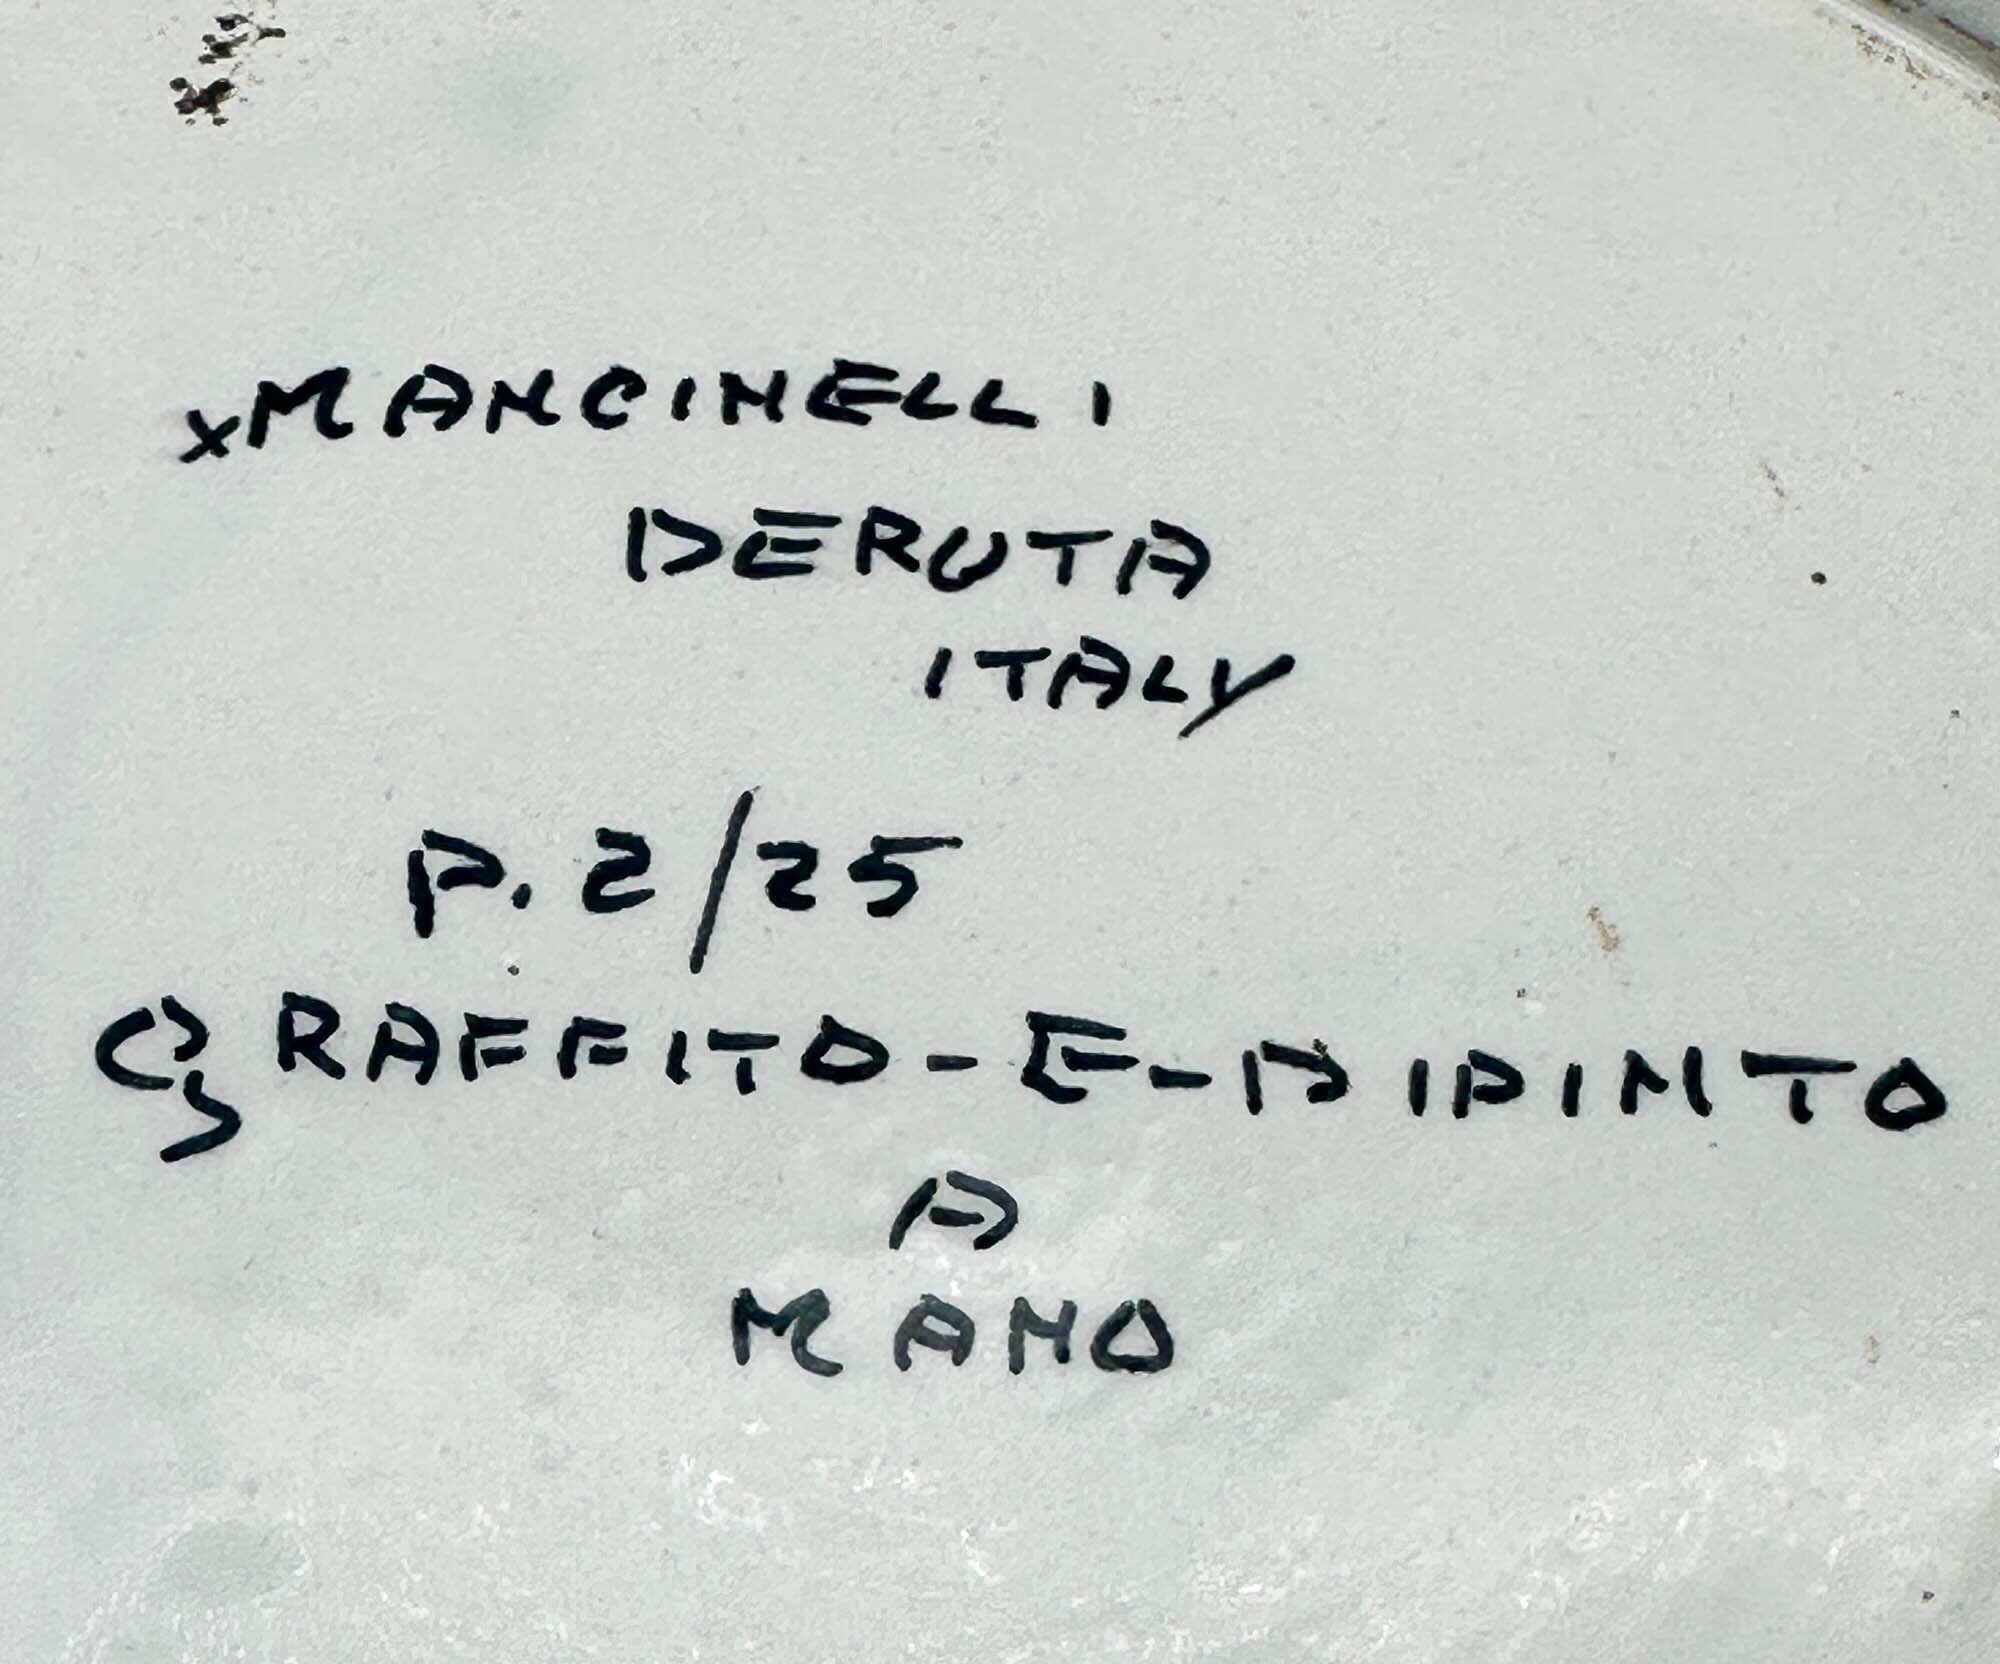 xMANCINELLI
DERUTA
ITALY
P. 2/25
GRAFFITO-E-DIPINTO
A
MANO